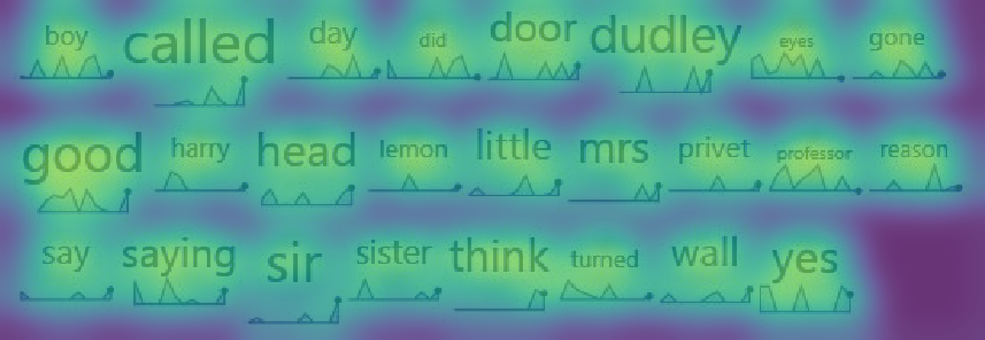 boy called day did door dudley eyes gone
good harry head lemon little mrs privet professor reason
say saying sir sister think turned wall yes